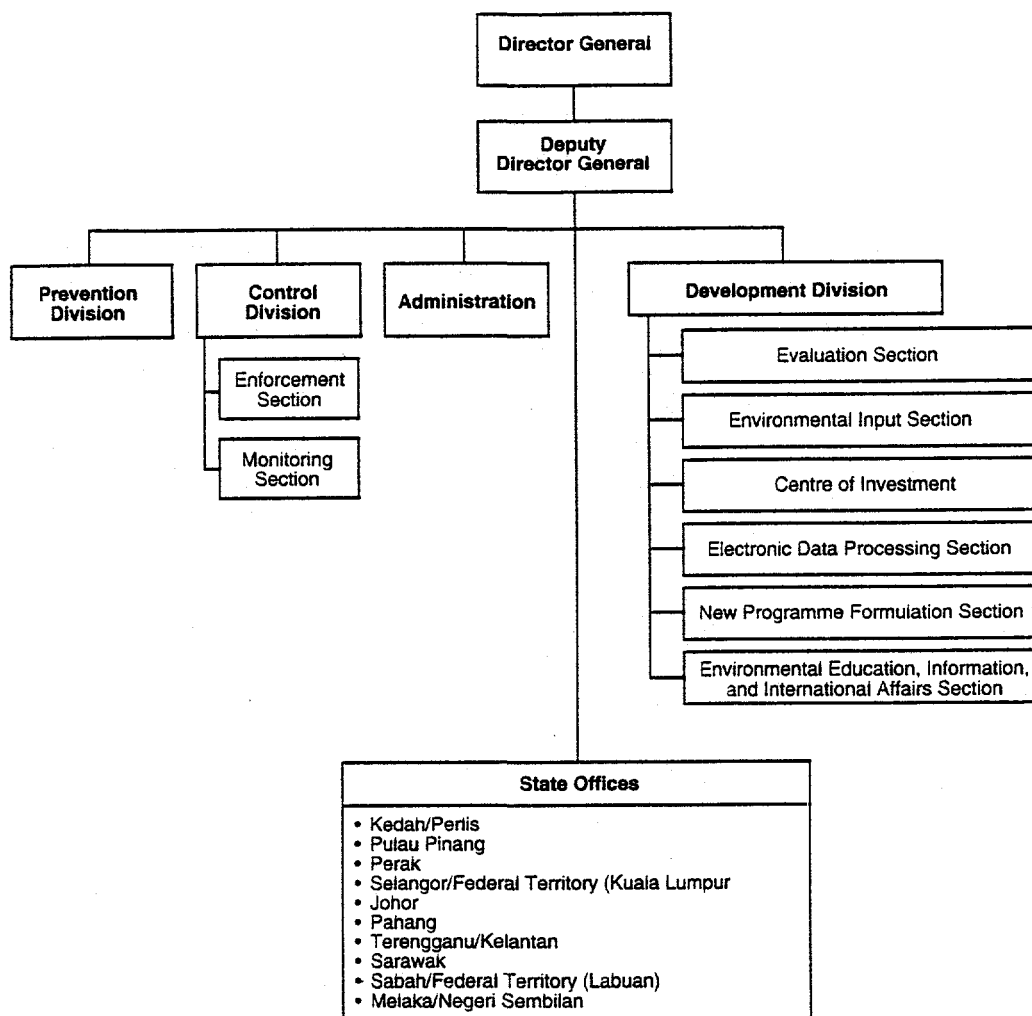 Director General
Deputy
Director General
Prevention
Division
Control
Division
Enforcement
Section
Monitoring
Section
Administration
Development Division
Evaluation Section
Environmental Input Section
Centre of Investment
Electronic Data Processing Section
New Programme Formulation Section
Environmental Education, Information,
and International Affairs Section
State Offices
• Kedah/Perlis
• Pulau Pinang
• Perak
• Selangor/Federal Territory (Kuala Lumpur
• Johor
• Pahang
• Terengganu/Kelantan
• Sarawak
• Sabah/Federal Territory (Labuan)
• Melaka/Negeri Sembilan